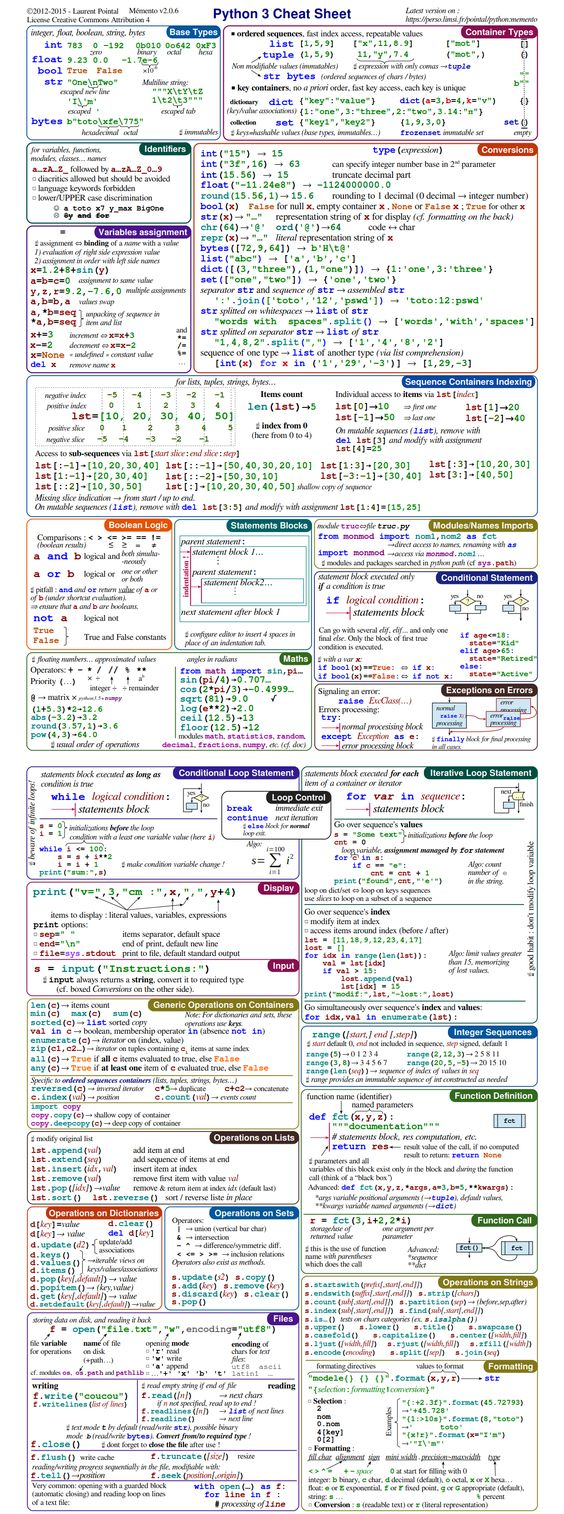 ©2012-2015 - Laurent Pointal Mémento v2.0.6
License Creative Commons Attribution 4
Python 3 Cheat Sheet
Latest version on :
https://perso.limsi.fr/pointal/python:memento
integer, float, boolean, string, bytes
Base Types
int 783 0 -192 0b010 0o642 0xF3
zero binary octal hexa
float 9.23 0.0 -1.7e-6
bool True False ×10⁻⁶
str "One\nTwo"
escaped new line
'I\'m'
escaped '
Multiline string:
"""X\tY\tZ
1\t2\t3"""
escaped tab
bytes b"toto\xfe\775"
hexadecimal octal
immutables
Container Types
■ ordered sequences, fast index access, repeatable values
list [1,5,9] ["x",11,8.9] ["mot"] []
tuple (1,5,9) 11,"y",7.4 ("mot",) ()
Non modifiable values (immutables) expression with only comas →tuple
str bytes (ordered sequences of chars / bytes)
""
b""
■ key containers, no a priori order, fast key access, each key is unique
dictionary dict {"key":"value"} dict(a=3,b=4,k="v") {}
(key/value associations) {1:"one",3:"three",2:"two",3.14:"π"}
collection set {"key1","key2"} {1,9,3,0} set()
keys=hashable values (base types, immutables…) frozenset immutable set empty
Identifiers
for variables, functions,
modules, classes… names
a…zA…Z_ followed by a…zA…Z_0…9
□ diacritics allowed but should be avoided
□ language keywords forbidden
□ lower/UPPER case discrimination
☺ a toto x7 y_max BigOne
☹ 8y and for
= Variables assignment
assignment ⇔ binding of a name with a value
1) evaluation of right side expression value
2) assignment in order with left side names
x=1.2+8+sin(y)
a=b=c=0 assignment to same value
y,z,r=9.2,-7.6,0 multiple assignments
a,b=b,a values swap
a,*b=seq
*a,b=seq
unpacking of sequence in
item and list
x+=3 increment ⇔ x=x+3
x-=2 decrement ⇔ x=x-2
x=None « undefined » constant value
del x remove name x
and
*=
/=
%=
…
type(expression) Conversions
int("15") → 15
int("3f",16) → 63 can specify integer number base in 2nd parameter
int(15.56) → 15 truncate decimal part
float("-11.24e8") → -1124000000.0
round(15.56,1)→ 15.6 rounding to 1 decimal (0 decimal → integer number)
bool(x) False for null x, empty container x, None or False x ; True for other x
str(x)→ "…" representation string of x for display (cf. formatting on the back)
chr(64)→'@' ord('@')→64 code ↔ char
repr(x)→ "…" literal representation string of x
bytes([72,9,64]) → b'H\t@'
list("abc") → ['a','b','c']
dict([(3,"three"),(1,"one")]) → {1:'one',3:'three'}
set(["one","two"]) → {'one','two'}
separator str and sequence of str → assembled str
':'.join(['toto','12','pswd']) → 'toto:12:pswd'
str splitted on whitespaces → list of str
"words with spaces".split() → ['words','with','spaces']
str splitted on separator str → list of str
"1,4,8,2".split(",") → ['1','4','8','2']
sequence of one type → list of another type (via list comprehension)
[int(x) for x in ('1','29','-3')] → [1,29,-3]
for lists, tuples, strings, bytes… Sequence Containers Indexing
negative index -5 -4 -3 -2 -1
positive index 0 1 2 3 4
lst=[10, 20, 30, 40, 50]
positive slice 0 1 2 3 4 5
negative slice -5 -4 -3 -2 -1
Items count
len(lst)→5
index from 0
(here from 0 to 4)
Individual access to items via lst[index]
lst[0]→10 ⇒ first one lst[1]→20
lst[-1]→50 ⇒ last one lst[-2]→40
On mutable sequences (list), remove with
del lst[3] and modify with assignment
lst[4]=25
Access to sub-sequences via lst[start slice:end slice:step]
lst[:-1]→[10,20,30,40] lst[::-1]→[50,40,30,20,10] lst[1:3]→[20,30] lst[:3]→[10,20,30]
lst[1:-1]→[20,30,40] lst[::-2]→[50,30,10] lst[-3:-1]→[30,40] lst[3:]→[40,50]
lst[::2]→[10,30,50] lst[:]→[10,20,30,40,50] shallow copy of sequence
Missing slice indication → from start / up to end.
On mutable sequences (list), remove with del lst[3:5] and modify with assignment lst[1:4]=[15,25]
Boolean Logic
Comparisons : < > <= >= == !=
(boolean results) ≤ ≥ = ≠
a and b logical and both simultaneously
a or b logical or one or other or both
pitfall : and and or return value of a or
of b (under shortcut evaluation).
⇒ ensure that a and b are booleans.
not a logical not
True
False
True and False constants
Statements Blocks
parent statement:
statement block 1…
parent statement:
statement block2…
next statement after block 1
indentation !
configure editor to insert 4 spaces in
place of an indentation tab.
module truc⇔file truc.py Modules/Names Imports
from monmod import nom1,nom2 as fct
→direct access to names, renaming with as
import monmod →access via monmod.nom1 …
modules and packages searched in python path (cf sys.path)
statement block executed only
if a condition is true
Conditional Statement
if logical condition:
statements block
yes no yes no
Can go with several elif, elif... and only one
final else. Only the block of first true
condition is executed.
with a var x:
if bool(x)==True: ⇔ if x:
if bool(x)==False: ⇔ if not x:
if age<=18:
state="Kid"
elif age>65:
state="Retired"
else:
state="Active"
floating numbers… approximated values angles in radians Maths
Operators: + - * / // % **
Priority (…) × ÷ aᵇ
integer ÷ ÷ remainder
@ → matrix × python3.5+numpy
(1+5.3)*2→12.6
abs(-3.2)→3.2
round(3.57,1)→3.6
pow(4,3)→64.0
usual order of operations
from math import sin,pi…
sin(pi/4)→0.707…
cos(2*pi/3)→-0.4999…
sqrt(81)→9.0 √
log(e**2)→2.0
ceil(12.5)→13
floor(12.5)→12
modules math, statistics, random,
decimal, fractions, numpy, etc. (cf. doc)
Signaling an error: Exceptions on Errors
raise ExcClass(…)
Errors processing:
try:
normal processing block
except Exception as e:
error processing block
normal
processing
raise X()
error
processing
error
processing
raise
finally block for final processing
in all cases.
statements block executed as long as
condition is true
Conditional Loop Statement
beware of infinite loops!
while logical condition:
statements block
yes
no
s = 0
i = 1
initializations before the loop
condition with a least one variable value (here i)
while i <= 100:
s = s + i**2
i = i + 1
print("sum:",s)
make condition variable change !
Loop Control
break immediate exit
continue next iteration
else block for normal
loop exit.
Algo:
i=100
s= ∑ i²
i=1
statements block executed for each
item of a container or iterator
Iterative Loop Statement
for var in sequence:
statements block
next
…
finish
Go over sequence's values
s = "Some text"
cnt = 0
initializations before the loop
loop variable, assignment managed by for statement
for c in s:
if c == "e":
cnt = cnt + 1
print("found",cnt,"'e'")
Algo: count
number of e
in the string.
loop on dict/set ⇔ loop on keys sequences
use slices to loop on a subset of a sequence
Go over sequence's index
□ modify item at index
□ access items around index (before / after)
lst = [11,18,9,12,23,4,17]
lost = []
for idx in range(len(lst)):
val = lst[idx]
if val > 15:
lost.append(val)
lst[idx] = 15
print("modif:",lst,"-lost:",lost)
Algo: limit values greater
than 15, memorizing
of lost values.
good habit : don't modify loop variable
Go simultaneously over sequence's index and values:
for idx,val in enumerate(lst):
Display
print("v=",3,"cm :",x,",",y+4)
items to display : literal values, variables, expressions
print options:
□ sep=" " items separator, default space
□ end="\n" end of print, default new line
□ file=sys.stdout print to file, default standard output
Input
s = input("Instructions:")
input always returns a string, convert it to required type
(cf. boxed Conversions on the other side).
Generic Operations on Containers
len(c)→ items count
min(c) max(c) sum(c) Note: For dictionaries and sets, these
sorted(c)→ list sorted copy operations use keys.
val in c → boolean, membership operator in (absence not in)
enumerate(c)→ iterator on (index, value)
zip(c1,c2…)→ iterator on tuples containing cᵢ items at same index
all(c)→ True if all c items evaluated to true, else False
any(c)→ True if at least one item of c evaluated true, else False
Specific to ordered sequences containers (lists, tuples, strings, bytes…)
reversed(c)→ inversed iterator c*5→ duplicate c+c2→ concatenate
c.index(val)→ position c.count(val)→ events count
import copy
copy.copy(c)→ shallow copy of container
copy.deepcopy(c)→ deep copy of container
Integer Sequences
range([start,] end [,step])
start default 0, end not included in sequence, step signed, default 1
range(5)→ 0 1 2 3 4 range(2,12,3)→ 2 5 8 11
range(3,8)→ 3 4 5 6 7 range(20,5,-5)→ 20 15 10
range(len(seq))→ sequence of index of values in seq
range provides an immutable sequence of int constructed as needed
Operations on Lists
modify original list
lst.append(val) add item at end
lst.extend(seq) add sequence of items at end
lst.insert(idx,val) insert item at index
lst.remove(val) remove first item with value val
lst.pop([idx])→value remove & return item at index idx (default last)
lst.sort() lst.reverse() sort / reverse liste in place
function name (identifier) Function Definition
named parameters
def fct(x,y,z):
"""documentation"""
# statements block, res computation, etc.
return res ← result value of the call, if no computed
result to return: return None
fct
parameters and all
variables of this block exist only in the block and during the function
call (think of a “black box”)
Advanced: def fct(x,y,z,*args,a=3,b=5,**kwargs):
*args variable positional arguments (→tuple), default values,
**kwargs variable named arguments (→dict)
Operations on Dictionaries
d[key]=value d.clear()
d[key]→ value del d[key]
d.update(d2) update/add
associations
d.keys()
d.values()
d.items()
→iterable views on
keys/values/associations
d.pop(key[,default])→ value
d.popitem()→ (key,value)
d.get(key[,default])→ value
d.setdefault(key[,default])→value
Operations on Sets
Operators:
| → union (vertical bar char)
& → intersection
- ^ → difference/symmetric diff.
< <= > >= → inclusion relations
Operators also exist as methods.
s.update(s2) s.copy()
s.add(key) s.remove(key)
s.discard(key) s.clear()
s.pop()
r = fct(3,i+2,2*i) Function Call
storage/use of
returned value
one argument per
parameter
this is the use of function
name with parentheses
which does the call
Advanced:
*sequence
**dict
fct() fct
Operations on Strings
s.startswith(prefix[,start[,end]])
s.endswith(suffix[,start[,end]]) s.strip([chars])
s.count(sub[,start[,end]]) s.partition(sep)→ (before,sep,after)
s.index(sub[,start[,end]]) s.find(sub[,start[,end]])
s.is…() tests on chars categories (ex. s.isalpha())
s.upper() s.lower() s.title() s.swapcase()
s.casefold() s.capitalize() s.center([width,fill])
s.ljust([width,fill]) s.rjust([width,fill]) s.zfill([width])
s.encode(encoding) s.split([sep]) s.join(seq)
storing data on disk, and reading it back Files
f = open("file.txt","w",encoding="utf8")
file variable
for operations
name of file
on disk
(+path…)
opening mode
□ 'r' read
□ 'w' write
□ 'a' append
□ …'+' 'x' 'b' 't'
encoding of
chars for text
files:
utf8 ascii
latin1 …
cf. modules os, os.path and pathlib
writing
f.write("coucou")
f.writelines(list of lines)
read empty string if end of file reading
f.read([n]) → next chars
if n not specified, read up to end !
f.readlines([n]) → list of next lines
f.readline() → next line
text mode t by default (read/write str), possible binary
mode b (read/write bytes). Convert from/to required type !
f.close() dont forget to close the file after use !
f.flush() write cache f.truncate([size]) resize
reading/writing progress sequentially in the file, modifiable with:
f.tell()→position f.seek(position[,origin])
Very common: opening with a guarded block
(automatic closing) and reading loop on lines
of a text file:
with open(…) as f:
for line in f :
# processing of line
formatting directives values to format Formatting
"modele{} {} {}".format(x,y,r) → str
"{selection:formatting!conversion}"
□ Selection :
2
nom
0.nom
4[key]
0[2]
Examples
"{:+2.3f}".format(45.72793)
→'+45.728'
"{1:>10s}".format(8,"toto")
→' toto'
"{x!r}".format(x="I'm")
→'"I\'m"'
□ Formatting :
fill char alignment sign mini width.precision~maxwidth type
< > ^ = + - space 0 at start for filling with 0
integer: b binary, c char, d decimal (default), o octal, x or X hexa…
float: e or E exponential, f or F fixed point, g or G appropriate (default),
string: s … % percent
□ Conversion : s (readable text) or r (literal representation)